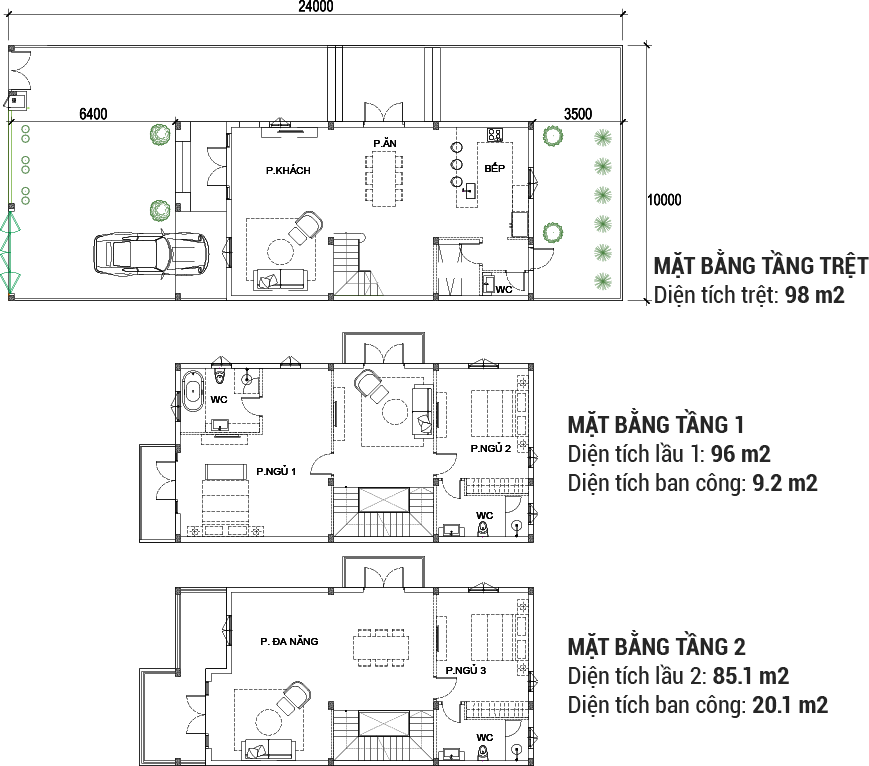 24000
6400
3500
P.ĂN
P.KHÁCH
BẾP
10000
WC
MẶT BẰNG TẦNG TRỆT
Diện tích trệt: 98 m2
WC
P.NGỦ 1
P.NGỦ 2
WC
MẶT BẰNG TẦNG 1
Diện tích lầu 1: 96 m2
Diện tích ban công: 9.2 m2
P. ĐA NĂNG
P.NGỦ 3
WC
MẶT BẰNG TẦNG 2
Diện tích lầu 2: 85.1 m2
Diện tích ban công: 20.1 m2